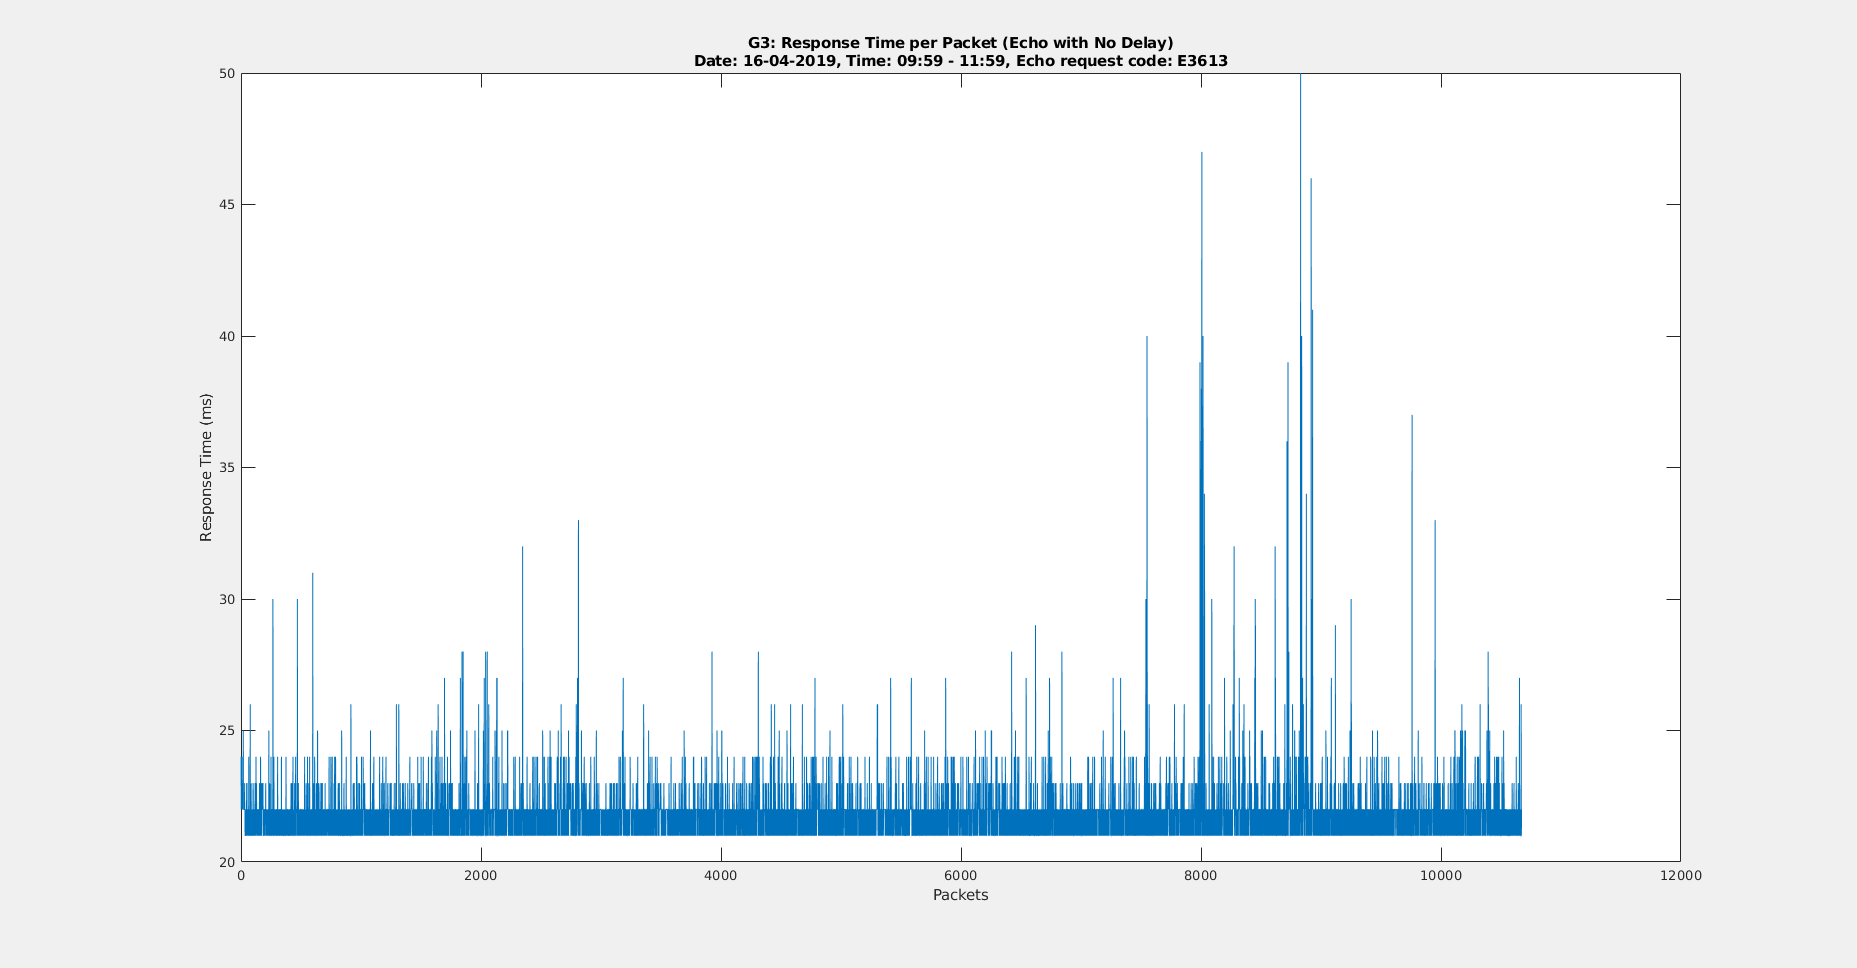 G3: Response Time per Packet (Echo with No Delay)
Date: 16-04-2019, Time: 09:59 - 11:59, Echo request code: E3613
50
45
40
35
30
25
20
Response Time (ms)
0 2000 4000 6000 8000 10000 12000
Packets